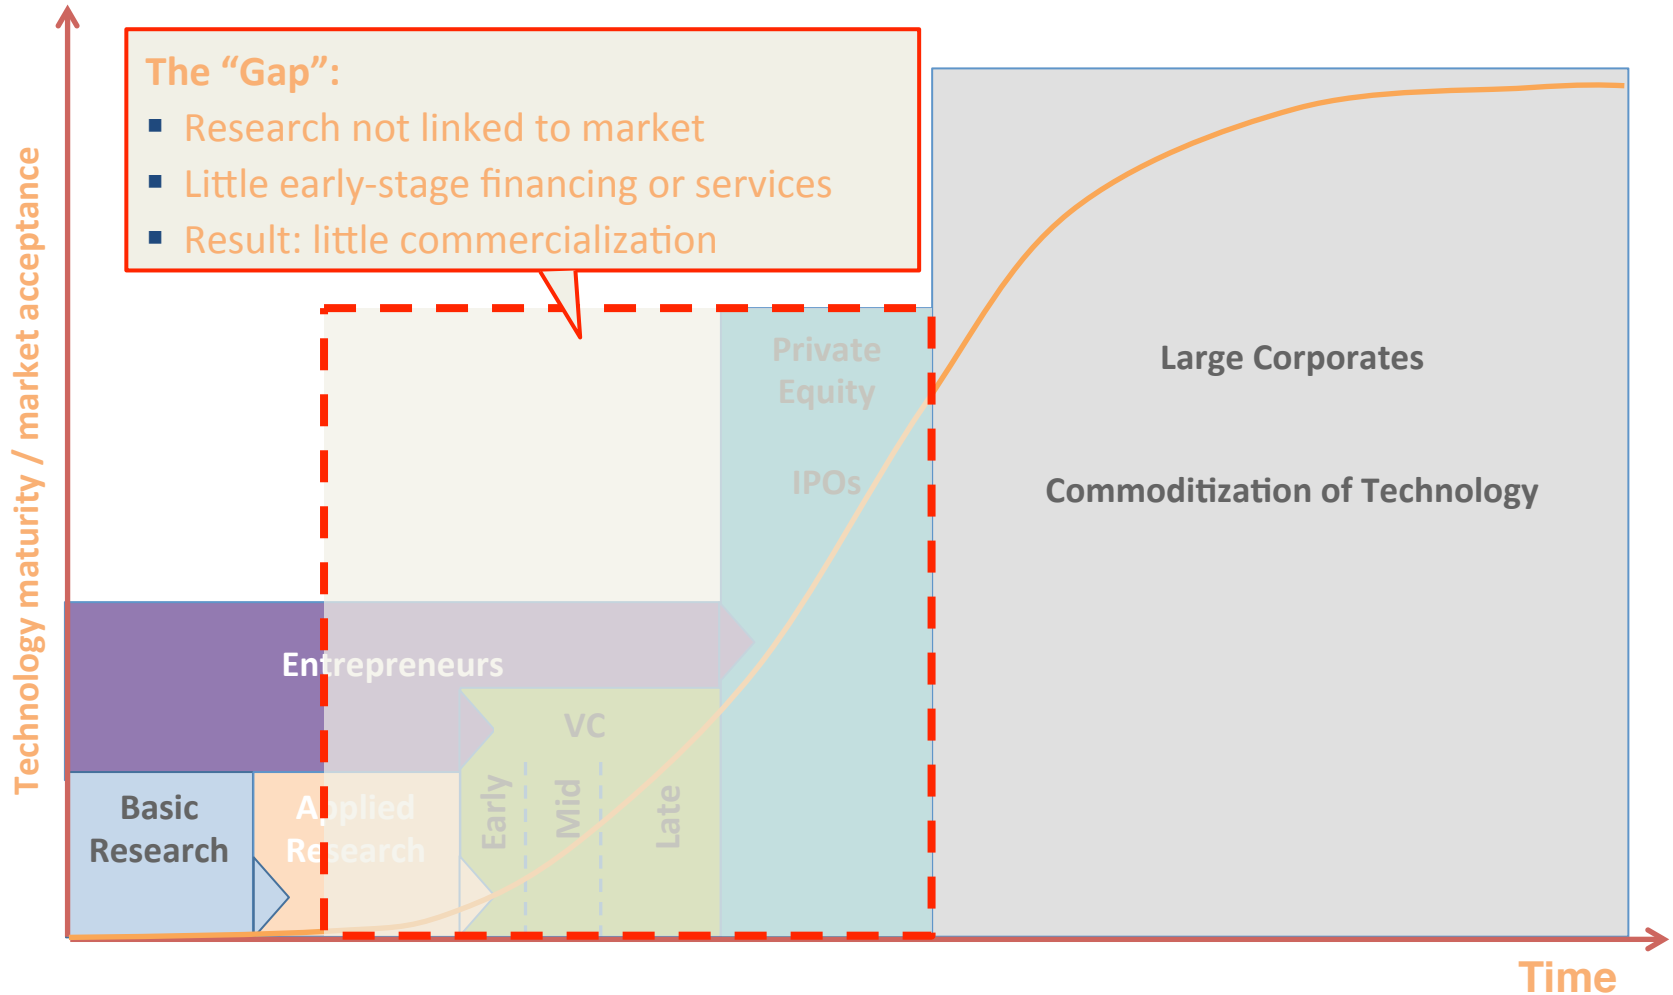 The “Gap”:
▪ Research not linked to market
▪ Little early-stage financing or services
▪ Result: little commercialization
Technology maturity / market acceptance
Private
Equity
IPOs
Large Corporates
Commoditization of Technology
Entrepreneurs
VC
Early
Mid
Late
Basic
Research
Applied
Research
Time